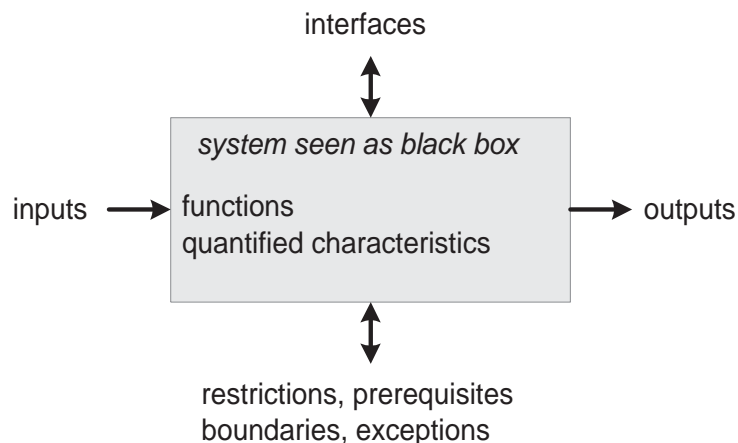 interfaces
system seen as black box
inputs
functions
quantified characteristics
outputs
restrictions, prerequisites
boundaries, exceptions